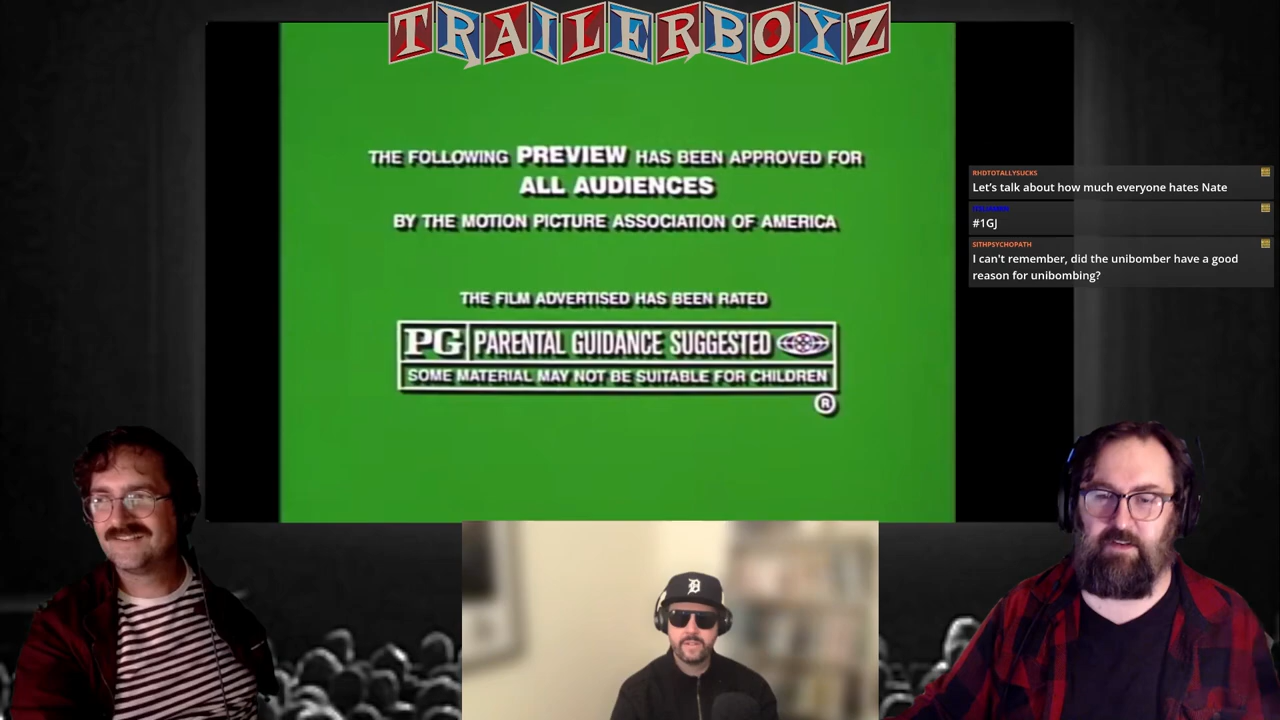 TRAILERBOYZ
THE FOLLOWING PREVIEW HAS BEEN APPROVED FOR
ALL AUDIENCES
BY THE MOTION PICTURE ASSOCIATION OF AMERICA
THE FILM ADVERTISED HAS BEEN RATED
PG PARENTAL GUIDANCE SUGGESTED
SOME MATERIAL MAY NOT BE SUITABLE FOR CHILDREN
®
RHDTOTALLYSUCKS
Let's talk about how much everyone hates Nate
#1GJ
SITHPSYCHOPATH
I can't remember, did the unibomber have a good
reason for unibombing?
D